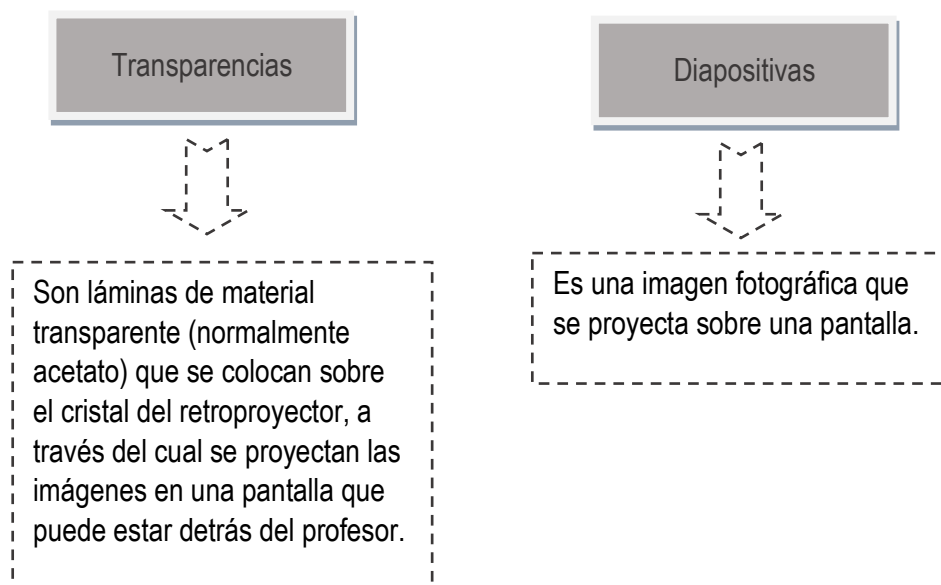 Transparencias
Son láminas de material
transparente (normalmente
acetato) que se colocan sobre
el cristal del retroproyector, a
través del cual se proyectan las
imágenes en una pantalla que
puede estar detrás del profesor.
Diapositivas
Es una imagen fotográfica que
se proyecta sobre una pantalla.